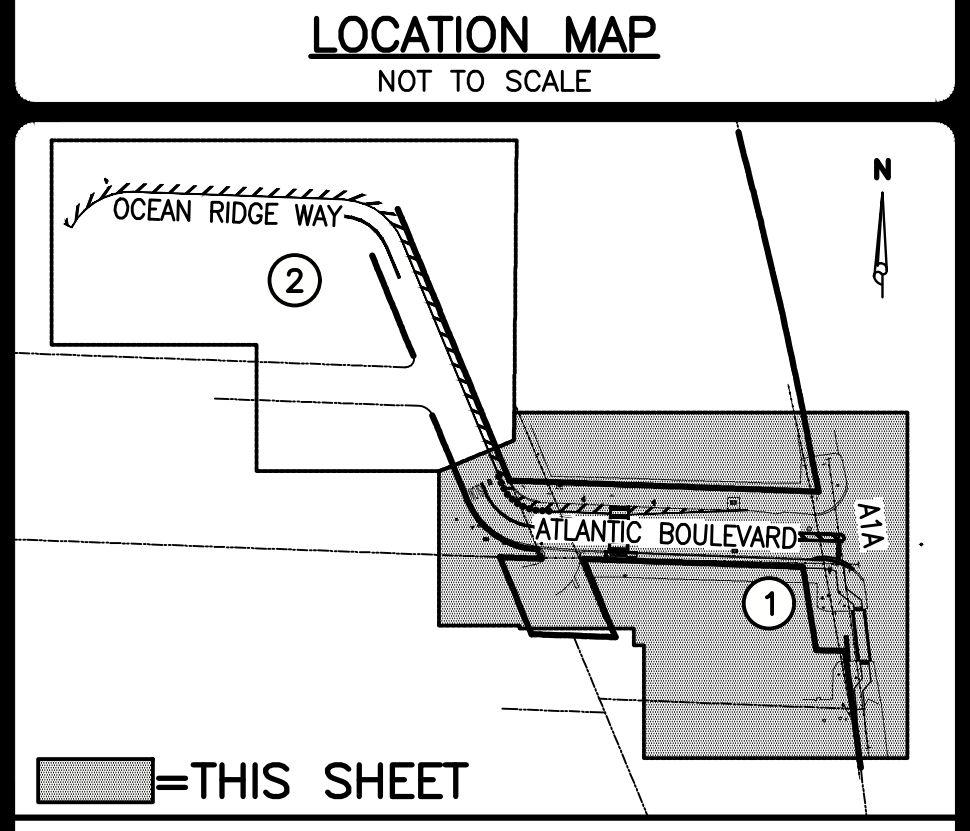 LOCATION MAP
NOT TO SCALE
N
OCEAN RIDGE WAY
2
ATLANTIC BOULEVARD
A1A
1
=THIS SHEET